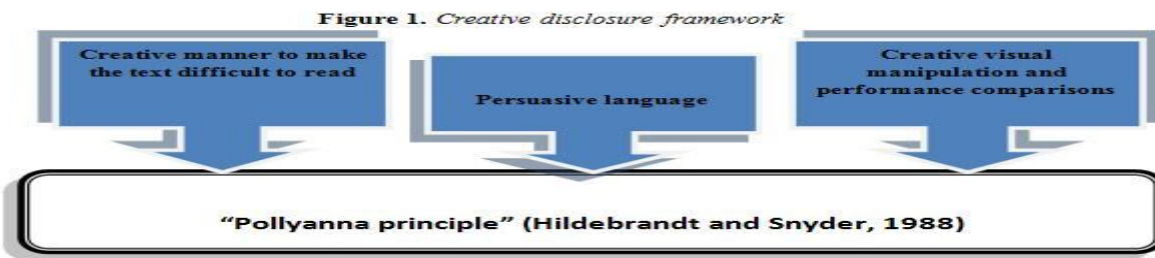 Figure 1. Creative disclosure framework
Creative manner to make
the text difficult to read
Persuasive language
Creative visual
manipulation and
performance comparisons
“Pollyanna principle” (Hildebrandt and Snyder, 1988)